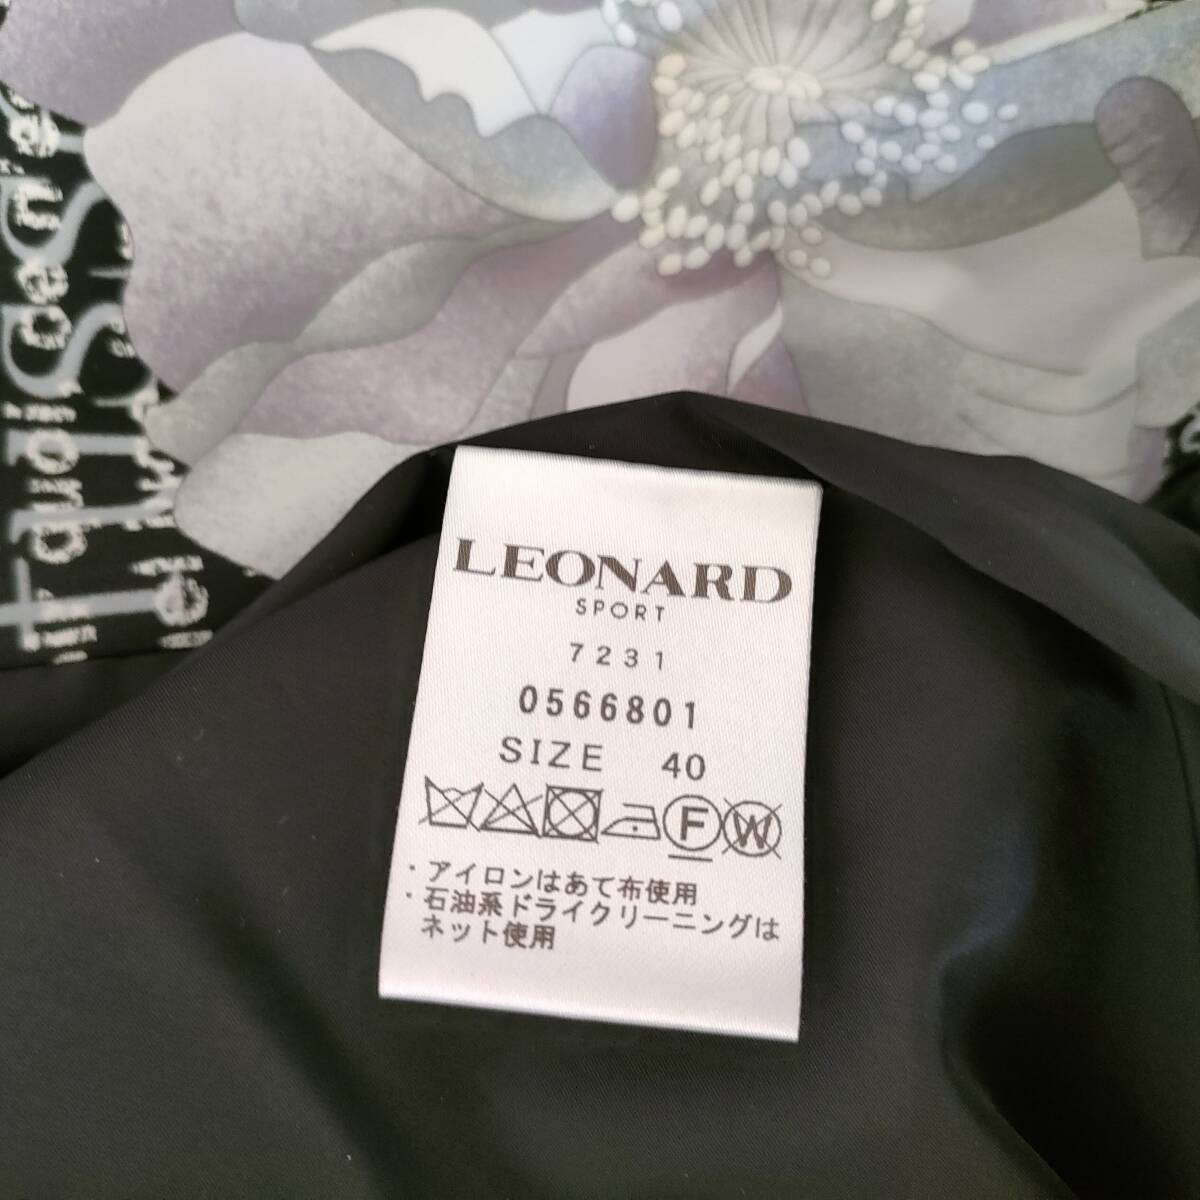 LEONARD
SPORT
7231
0566801
SIZE 40
F W
・アイロンはあて布使用
・石油系ドライクリーニングは
ネット使用